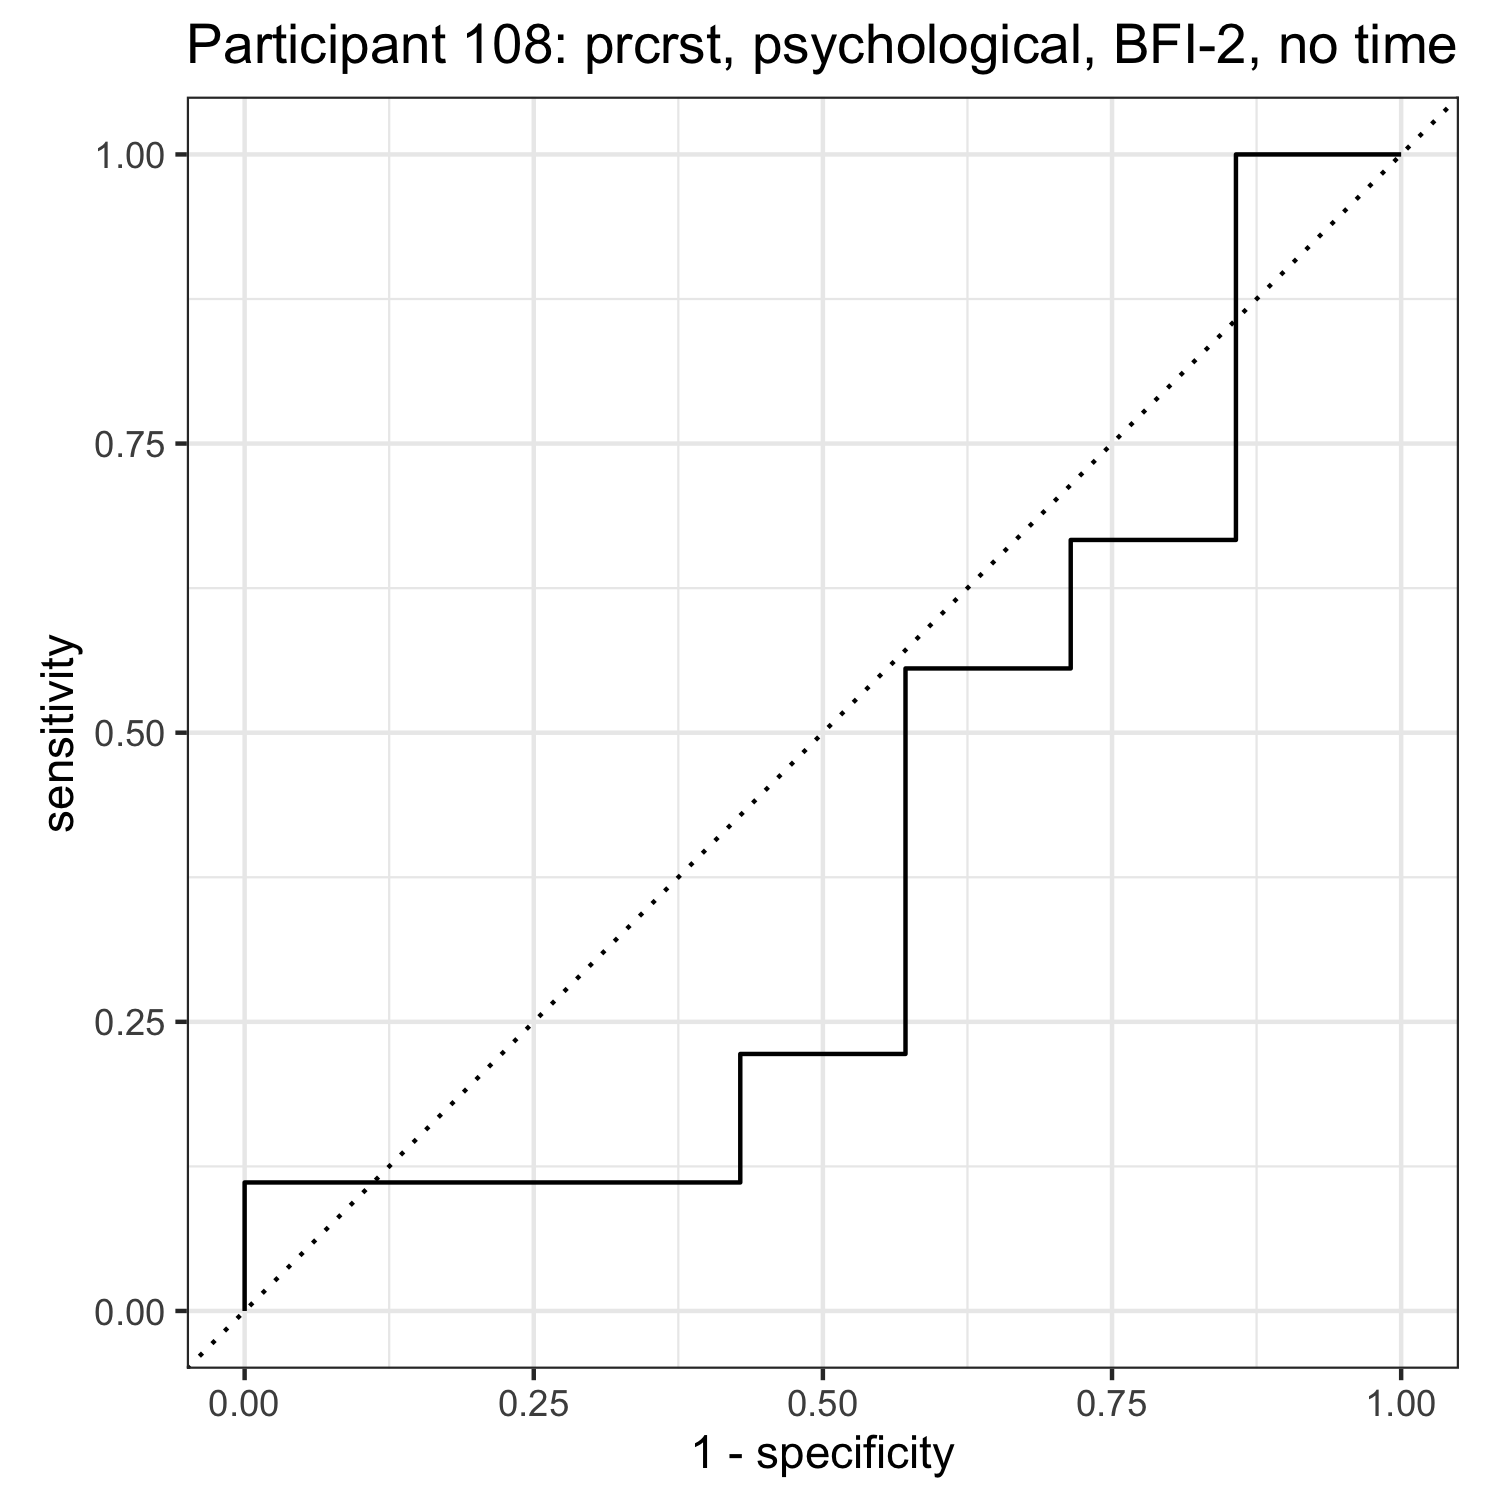 Participant 108: prcrst, psychological, BFI-2, no time
1.00
0.75
0.50
0.25
0.00
sensitivity
0.00 0.25 0.50 0.75 1.00
1 - specificity